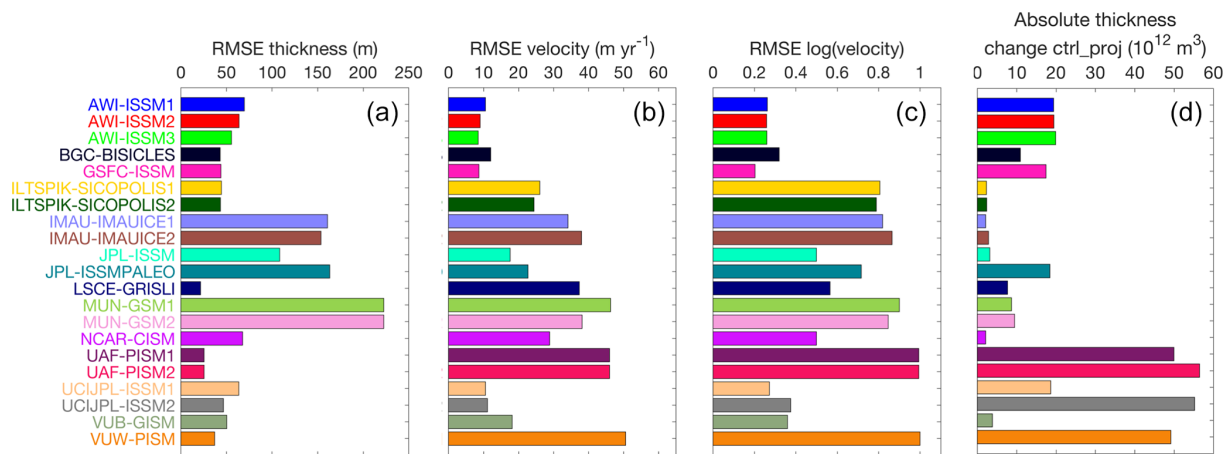 Absolute thickness
RMSE thickness (m) RMSE velocity (m yr⁻¹) RMSE log(velocity) change ctrl_proj (10¹² m³)
0 50 100 150 200 250 0 10 20 30 40 50 60 0 0.2 0.4 0.6 0.8 1 0 10 20 30 40 50 60
AWI-ISSM1 (a) (b) (c) (d)
AWI-ISSM2
AWI-ISSM3
BGC-BISICLES
GSFC-ISSM
ILTSPIK-SICOPOLIS1
ILTSPIK-SICOPOLIS2
IMAU-IMAUICE1
IMAU-IMAUICE2
JPL-ISSM
JPL-ISSMPALEO
LSCE-GRISLI
MUN-GSM1
MUN-GSM2
NCAR-CISM
UAF-PISM1
UAF-PISM2
UCIJPL-ISSM1
UCIJPL-ISSM2
VUB-GISM
VUW-PISM